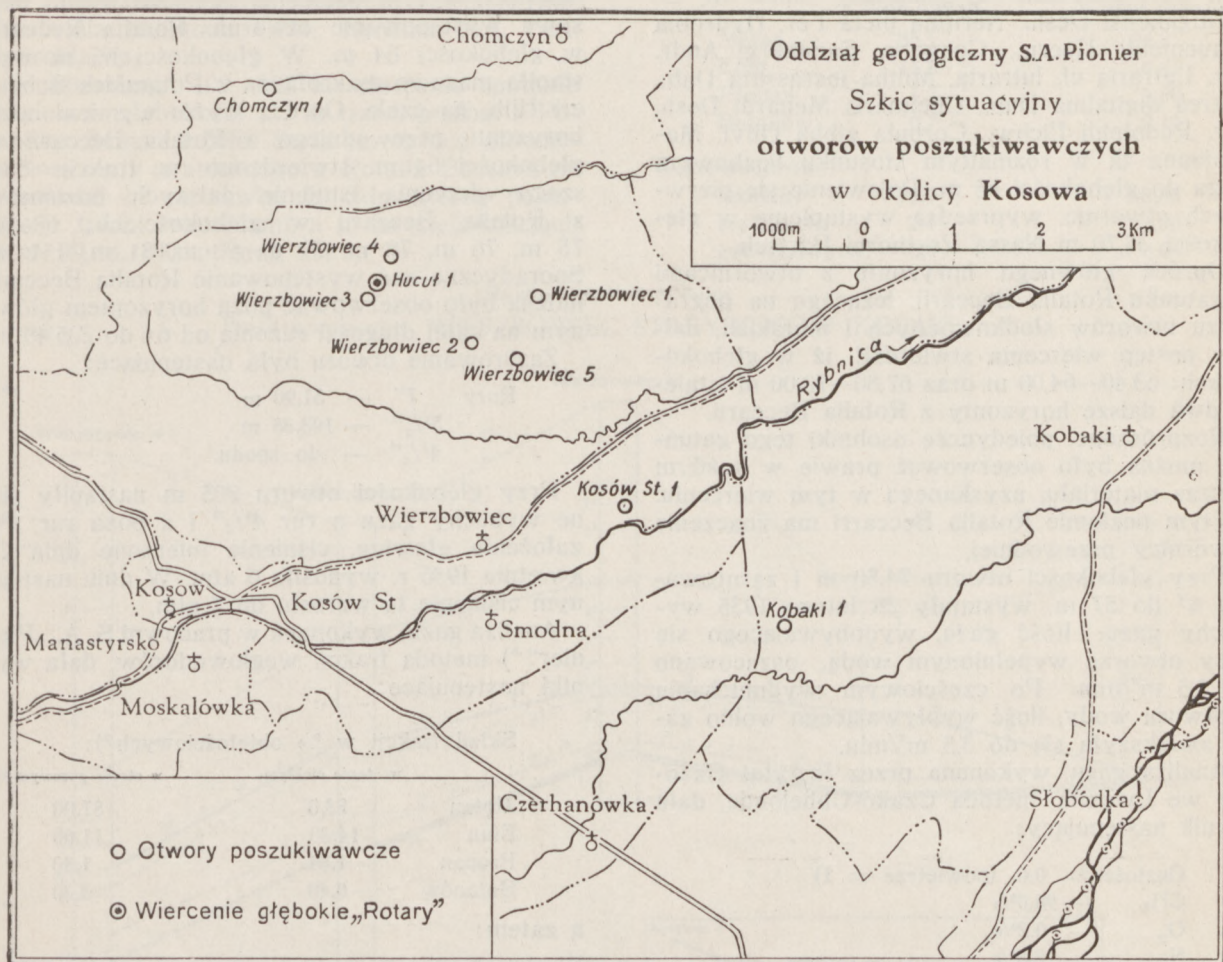 Chomczyn
Chomczyn 1
Oddział geologiczny S.A. Pionier
Szkic sytuacyjny
otworów poszukiwawczych
w okolicy Kosowa
1000m 0 1 2 3 Km
Wierzbowiec 4
Hucuł
Wierzbowiec 3
Wierzbowiec 1
Wierzbowiec 2
Wierzbowiec 5
Rybnica
Kobaki
Kosów St. 1
Wierzbowiec
Kosów
Kosów St
Manastyrsko
Smodna
Kobaki 1
Moskalówka
Czerhanówka
Słobódka
Otwory poszukiwawcze
Wiercenie głębokie „Rotary”